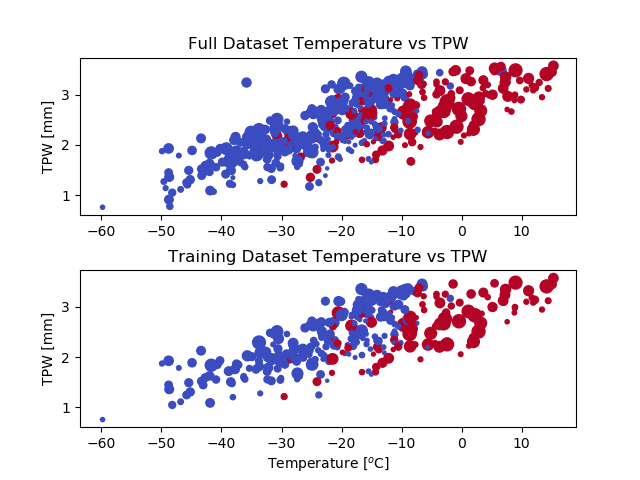 Full Dataset Temperature vs TPW
TPW [mm]
3
2
1
−60 −50 −40 −30 −20 −10 0 10
Training Dataset Temperature vs TPW
TPW [mm]
3
2
1
−60 −50 −40 −30 −20 −10 0 10
Temperature [°C]